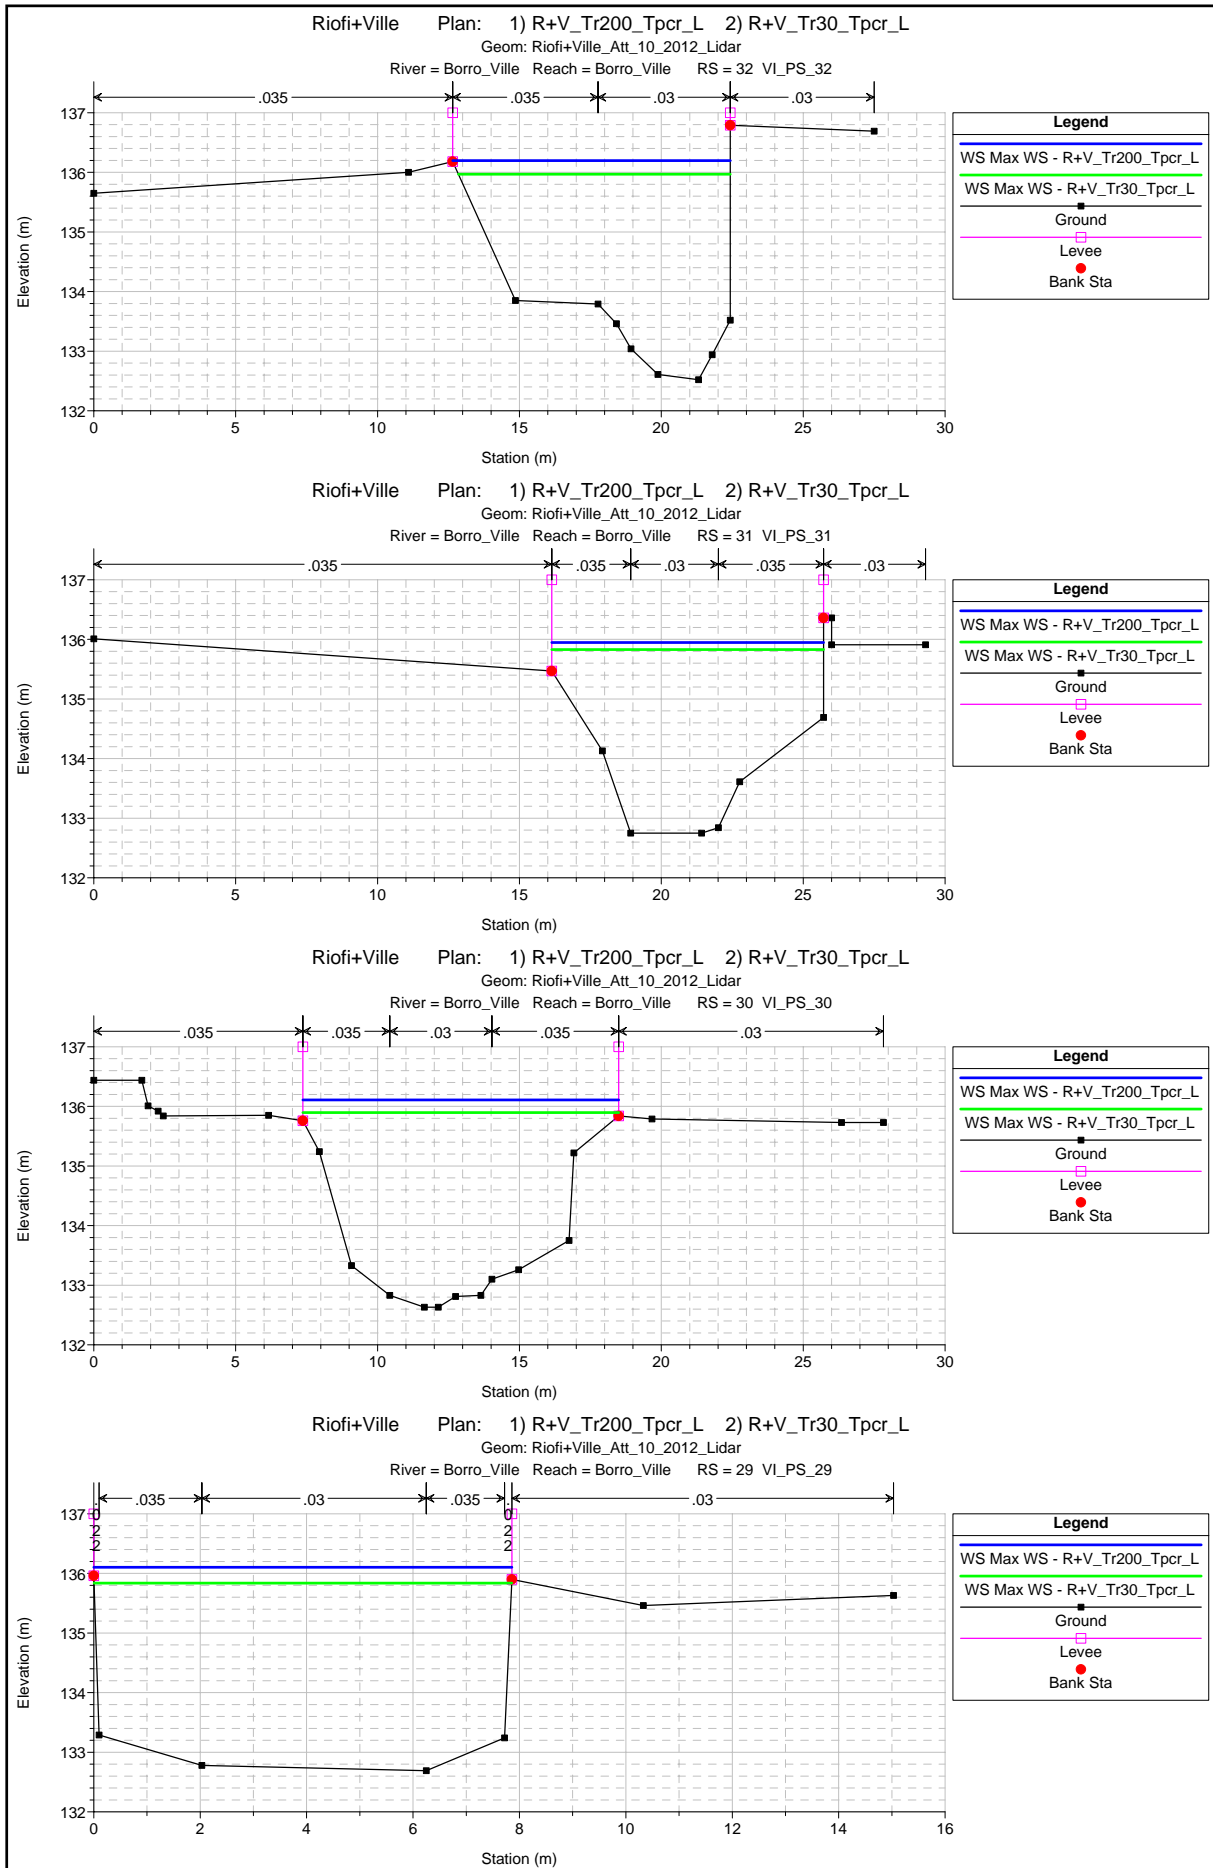 Riofi+Ville Plan: 1) R+V_Tr200_Tpcr_L 2) R+V_Tr30_Tpcr_L
Geom: Riofi+Ville_Att_10_2012_Lidar
River = Borro_Ville Reach = Borro_Ville RS = 32 VI_PS_32
.035 .035 .03 .03
137
136
135
134
133
132
Elevation (m)
0 5 10 15 20 25 30
Station (m)
Legend
WS Max WS - R+V_Tr200_Tpcr_L
WS Max WS - R+V_Tr30_Tpcr_L
Ground
Levee
Bank Sta
Riofi+Ville Plan: 1) R+V_Tr200_Tpcr_L 2) R+V_Tr30_Tpcr_L
Geom: Riofi+Ville_Att_10_2012_Lidar
River = Borro_Ville Reach = Borro_Ville RS = 31 VI_PS_31
.035 .035 .03 .035 .03
137
136
135
134
133
132
Elevation (m)
0 5 10 15 20 25 30
Station (m)
Legend
WS Max WS - R+V_Tr200_Tpcr_L
WS Max WS - R+V_Tr30_Tpcr_L
Ground
Levee
Bank Sta
Riofi+Ville Plan: 1) R+V_Tr200_Tpcr_L 2) R+V_Tr30_Tpcr_L
Geom: Riofi+Ville_Att_10_2012_Lidar
River = Borro_Ville Reach = Borro_Ville RS = 30 VI_PS_30
.035 .035 .03 .035 .03
137
136
135
134
133
132
Elevation (m)
0 5 10 15 20 25 30
Station (m)
Legend
WS Max WS - R+V_Tr200_Tpcr_L
WS Max WS - R+V_Tr30_Tpcr_L
Ground
Levee
Bank Sta
Riofi+Ville Plan: 1) R+V_Tr200_Tpcr_L 2) R+V_Tr30_Tpcr_L
Geom: Riofi+Ville_Att_10_2012_Lidar
River = Borro_Ville Reach = Borro_Ville RS = 29 VI_PS_29
.022 .035 .03 .035 .022 .03
137
136
135
134
133
132
Elevation (m)
0 2 4 6 8 10 12 14 16
Station (m)
Legend
WS Max WS - R+V_Tr200_Tpcr_L
WS Max WS - R+V_Tr30_Tpcr_L
Ground
Levee
Bank Sta